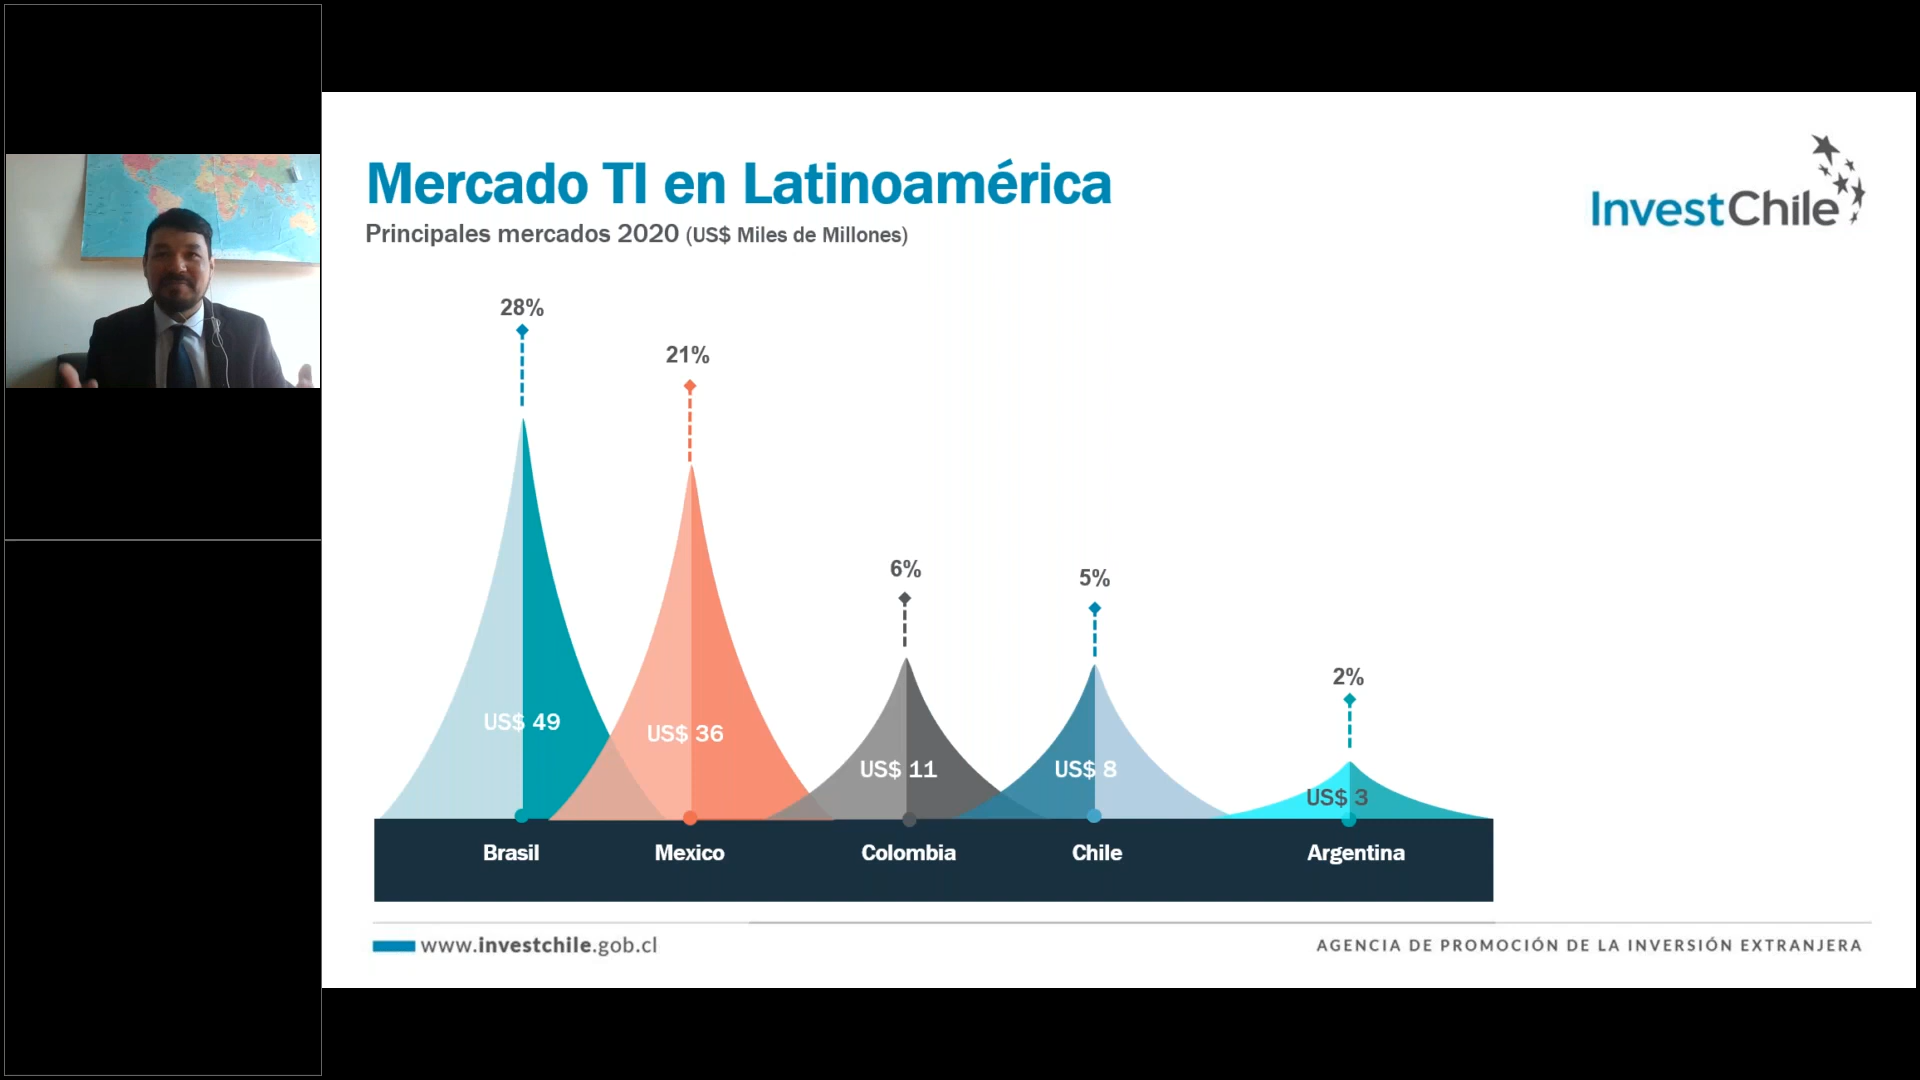 Mercado TI en Latinoamérica
Principales mercados 2020 (US$ Miles de Millones)
InvestChile
28%
21%
6%
5%
2%
US$ 49
US$ 36
US$ 11
US$ 8
US$ 3
Brasil
Mexico
Colombia
Chile
Argentina
www.investchile.gob.cl
AGENCIA DE PROMOCIÓN DE LA INVERSIÓN EXTRANJERA